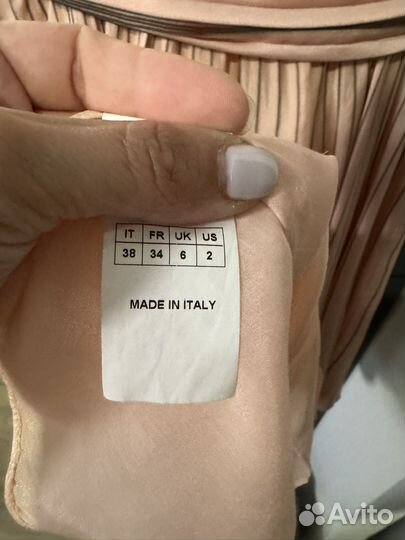 IT FR UK US
38 34 6 2
MADE IN ITALY
Avito